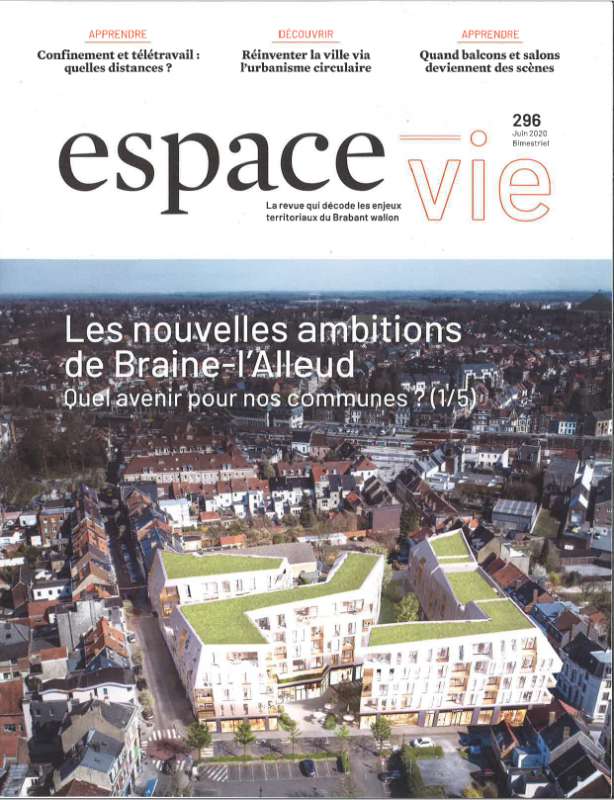 APPRENDRE
Confinement et télétravail :
quelles distances ?
DÉCOUVRIR
Réinventer la ville via
l'urbanisme circulaire
APPRENDRE
Quand balcons et salons
deviennent des scènes
296
Juin 2020
Bimestriel
espace
vie
La revue qui décode les enjeux
territoriaux du Brabant wallon
Les nouvelles ambitions
de Braine-l'Alleud
Quel avenir pour nos communes ? (1/5)